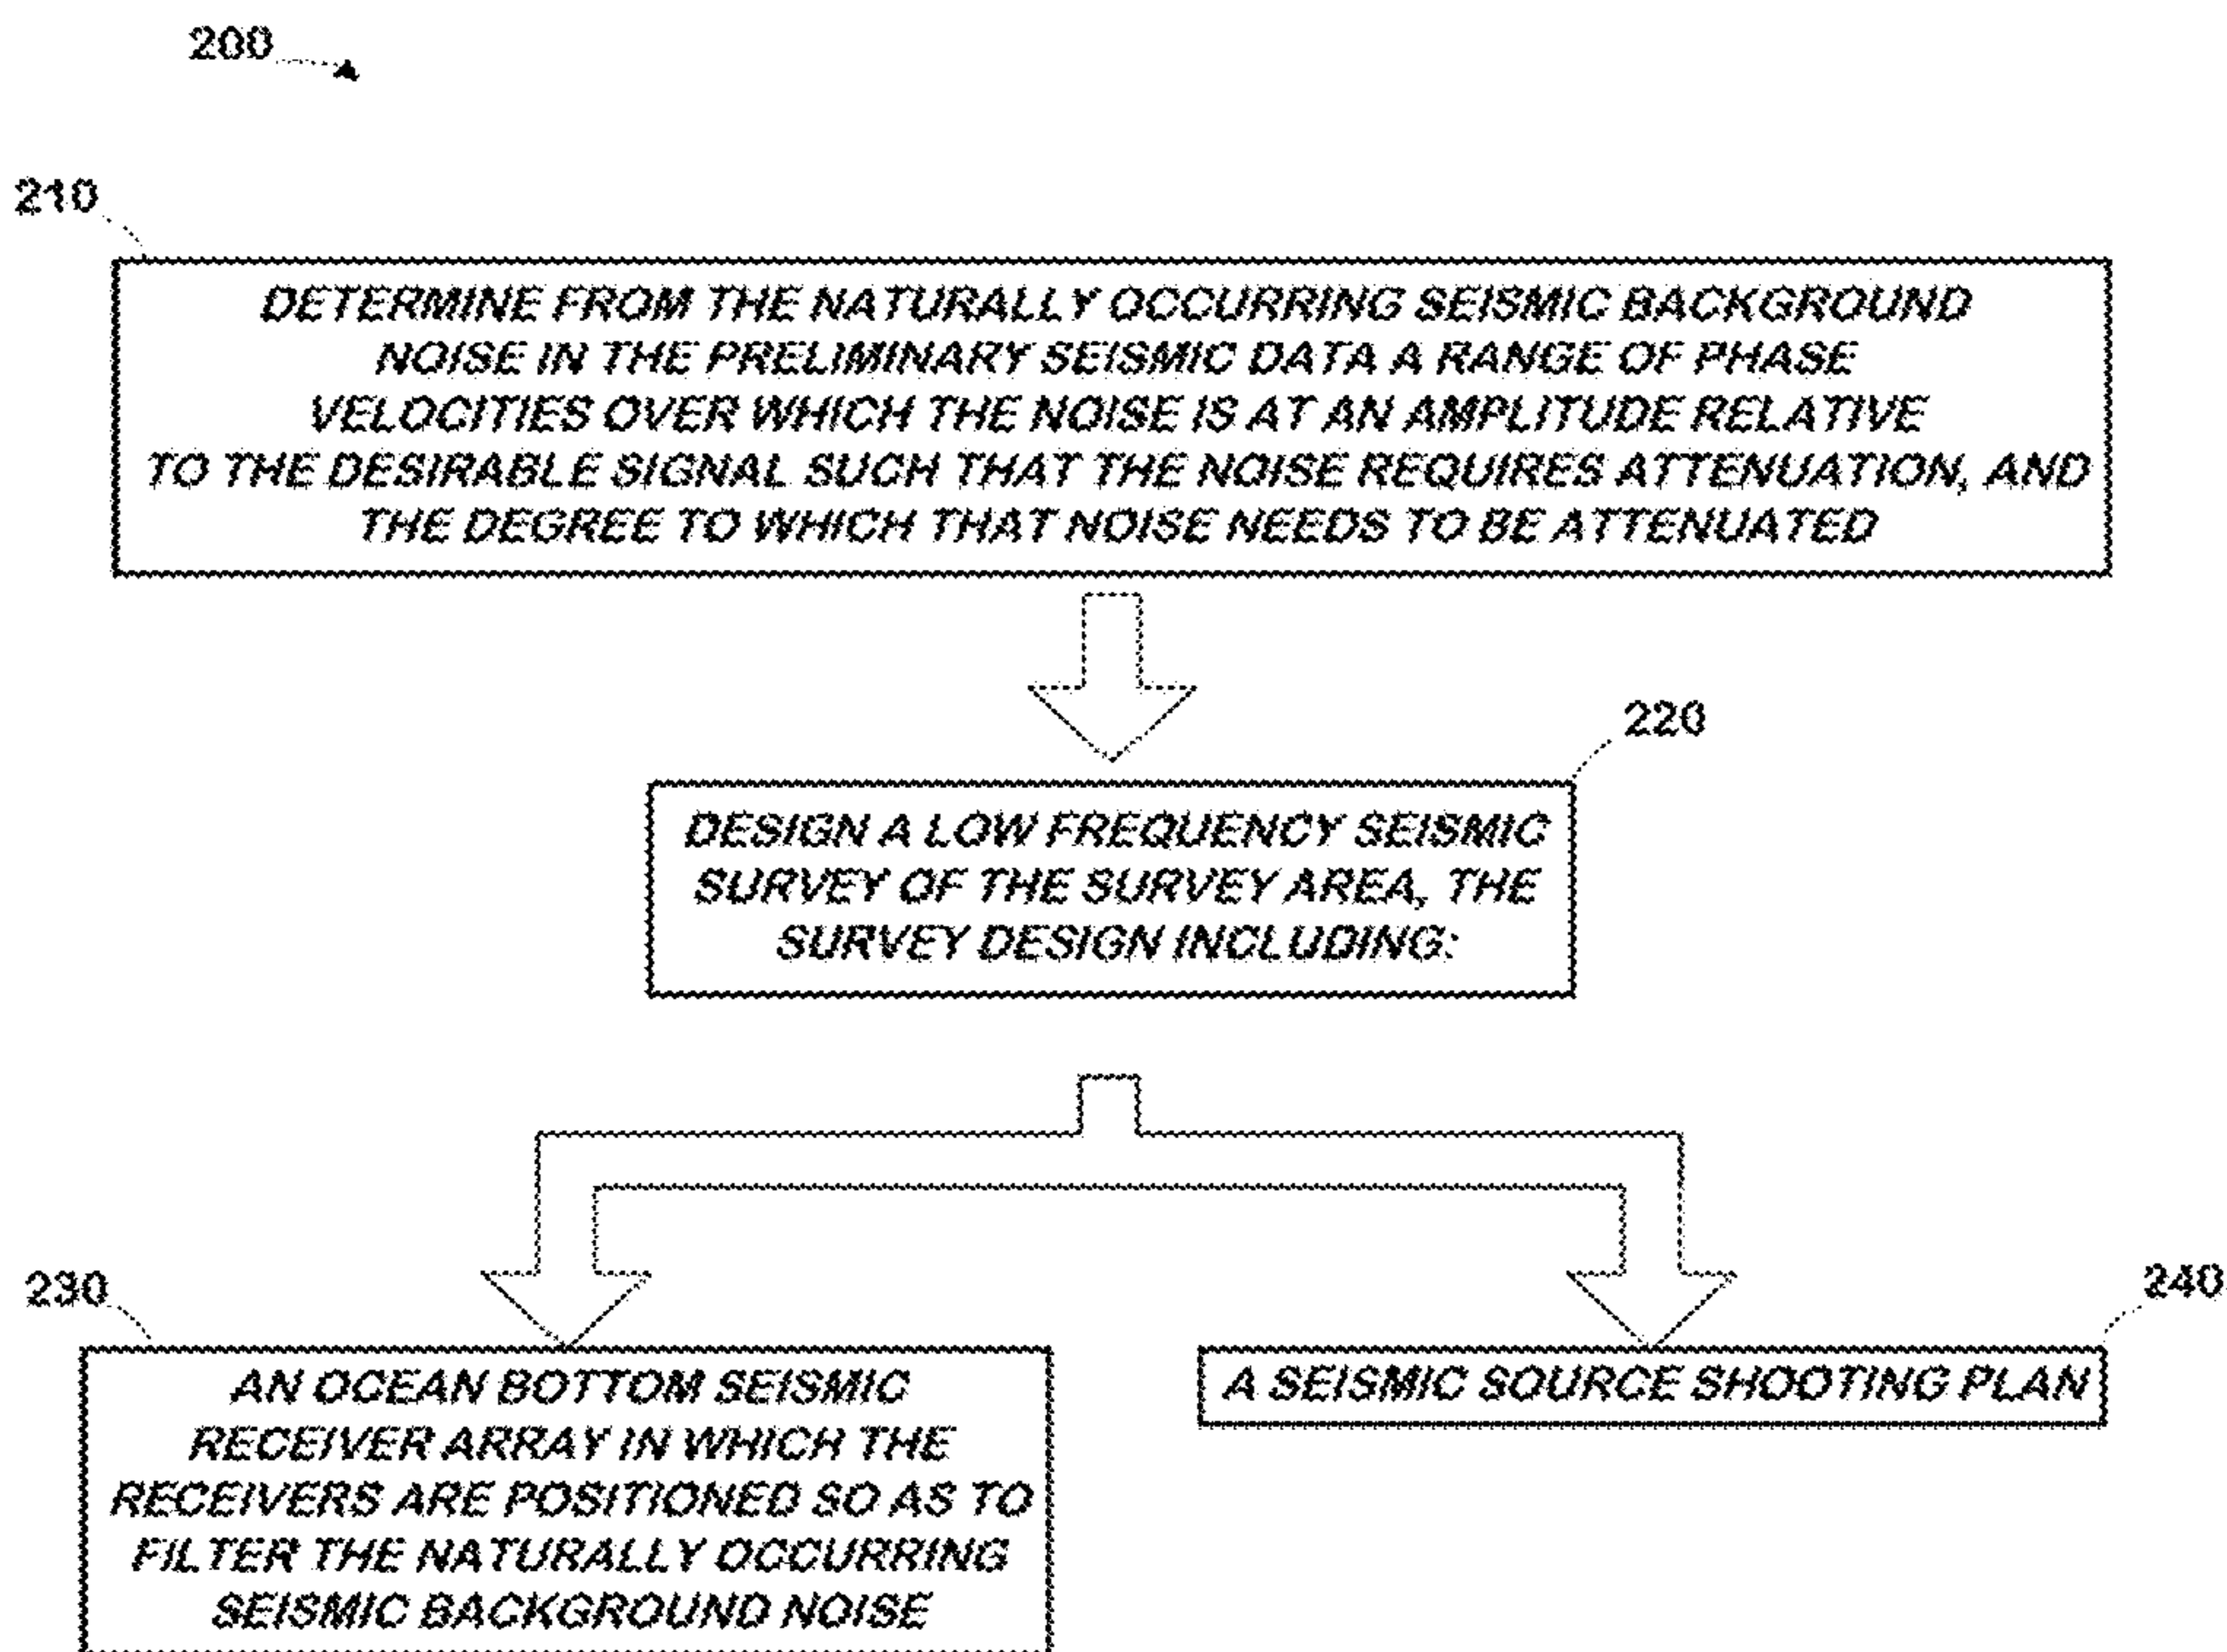 200
210
DETERMINE FROM THE NATURALLY OCCURRING SEISMIC BACKGROUND
NOISE IN THE PRELIMINARY SEISMIC DATA A RANGE OF PHASE
VELOCITIES OVER WHICH THE NOISE IS AT AN AMPLITUDE RELATIVE
TO THE DESIRABLE SIGNAL SUCH THAT THE NOISE REQUIRES ATTENUATION, AND
THE DEGREE TO WHICH THAT NOISE NEEDS TO BE ATTENUATED
220
DESIGN A LOW FREQUENCY SEISMIC
SURVEY OF THE SURVEY AREA, THE
SURVEY DESIGN INCLUDING:
230
AN OCEAN BOTTOM SEISMIC
RECEIVER ARRAY IN WHICH THE
RECEIVERS ARE POSITIONED SO AS TO
FILTER THE NATURALLY OCCURRING
SEISMIC BACKGROUND NOISE
240
A SEISMIC SOURCE SHOOTING PLAN